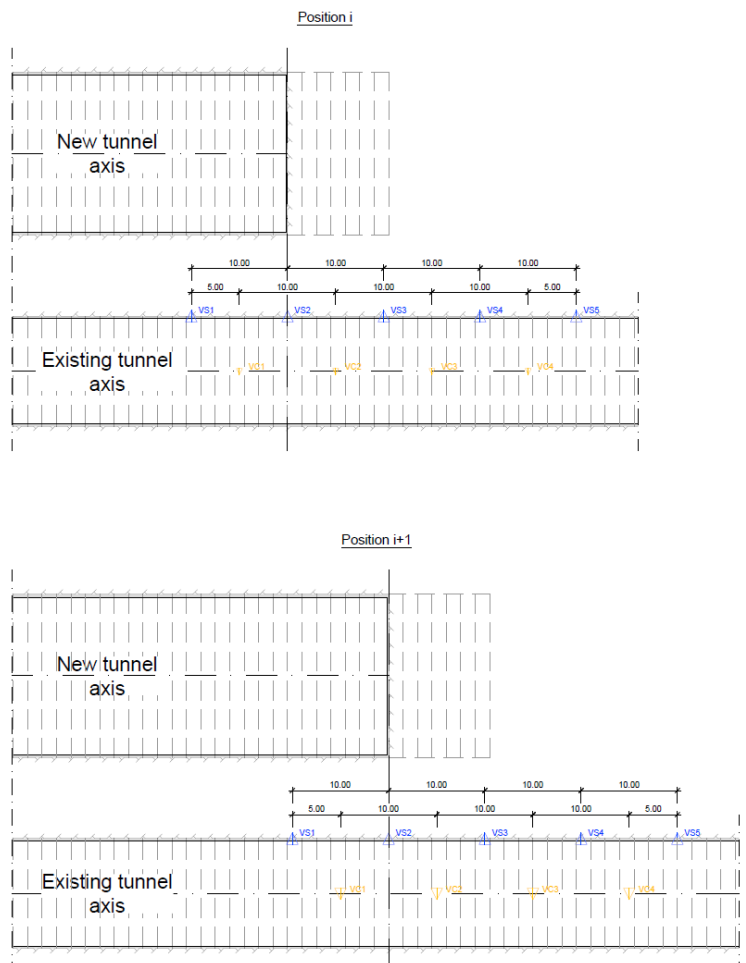 Position i
New tunnel
axis
10.00 10.00 10.00 10.00
5.00 10.00 10.00 10.00 5.00
VS1 VS2 VS3 VS4 VS5
Existing tunnel
axis
VC1 VC2 VC3 VC4
Position i+1
New tunnel
axis
10.00 10.00 10.00 10.00
5.00 10.00 10.00 10.00 5.00
VS1 VS2 VS3 VS4 VS5
Existing tunnel
axis
VC1 VC2 VC3 VC4